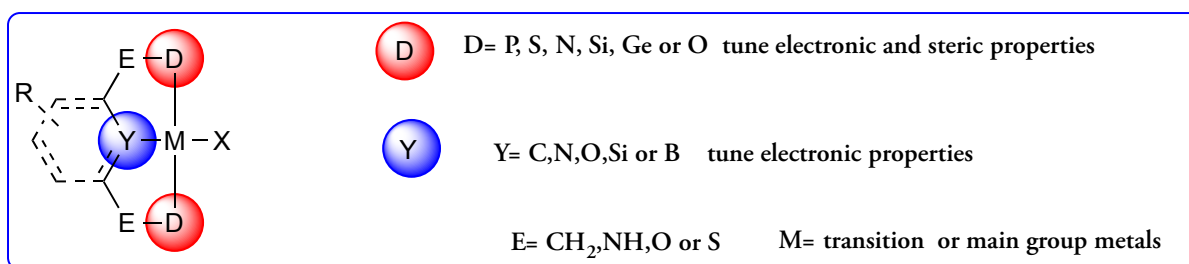 E D
R
Y M X
E D
D D= P, S, N, Si, Ge or O tune electronic and steric properties
Y Y= C,N,O,Si or B tune electronic properties
E= CH₂,NH,O or S M= transition or main group metals